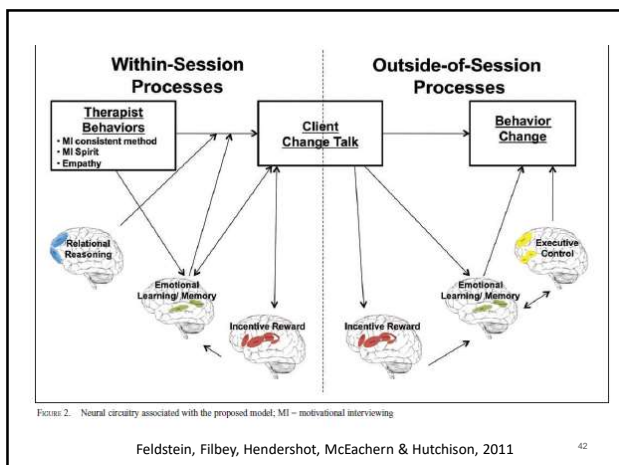 Within-Session
Processes
Outside-of-Session
Processes
Therapist
Behaviors
• MI consistent method
• MI Spirit
• Empathy
Client
Change Talk
Behavior
Change
Relational
Reasoning
Emotional
Learning/ Memory
Incentive Reward
Incentive Reward
Emotional
Learning/ Memory
Executive
Control
FIGURE 2. Neural circuitry associated with the proposed model; MI – motivational interviewing
Feldstein, Filbey, Hendershot, McEachern & Hutchison, 2011
42